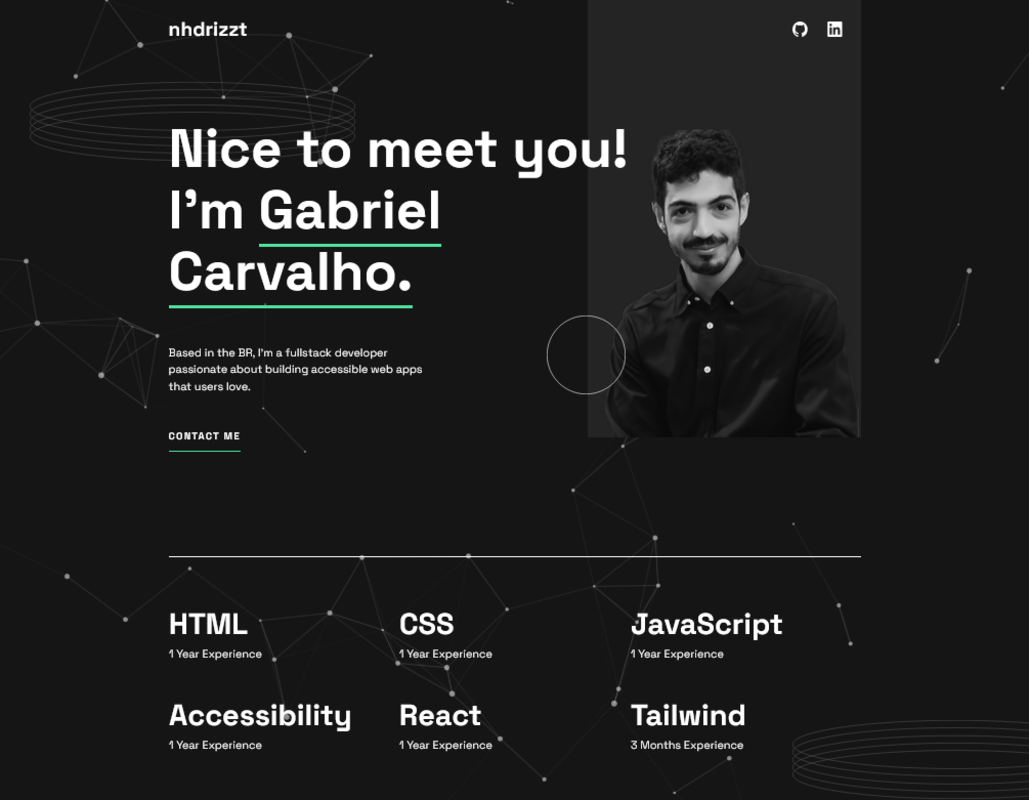 nhdrizzt
Nice to meet you!
I'm Gabriel
Carvalho.
Based in the BR, I'm a fullstack developer
passionate about building accessible web apps
that users love.
CONTACT ME
HTML
1 Year Experience
CSS
1 Year Experience
JavaScript
1 Year Experience
Accessibility
1 Year Experience
React
1 Year Experience
Tailwind
3 Months Experience